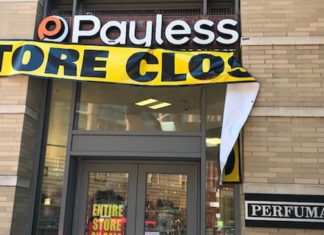 Payless
TORE CLOS
ENTIRE
STORE
PERFUMA